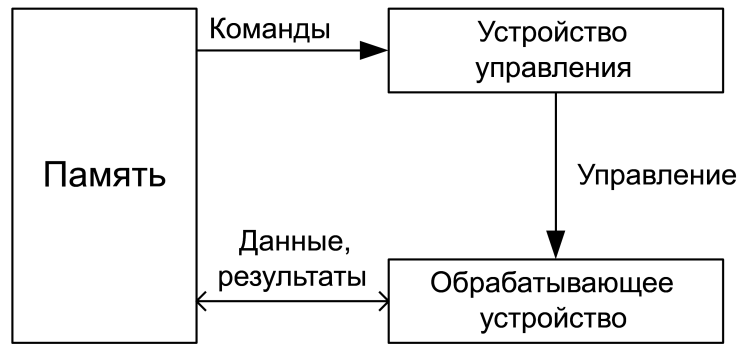 Команды
Устройство
управления
Память
Управление
Данные,
результаты
Обрабатывающее
устройство